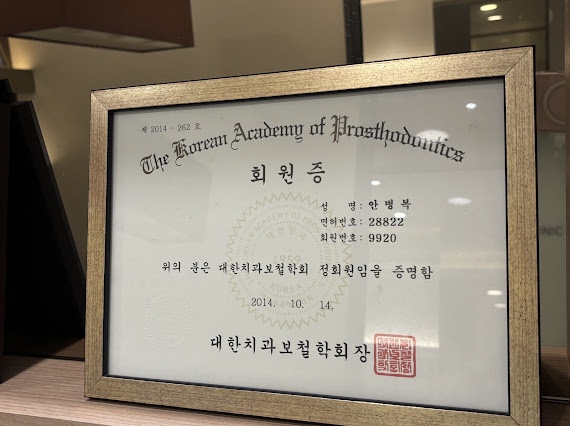 제 2014 - 262 호
The Korean Academy of Prosthodontics
회 원 증
성 명 : 안 병 복
면허번호 : 28822
회원번호 : 9920
위의 분은 대한치과보철학회 정회원임을 증명함
1959
KOREA
2014. 10. 14.
대한치과보철학회장